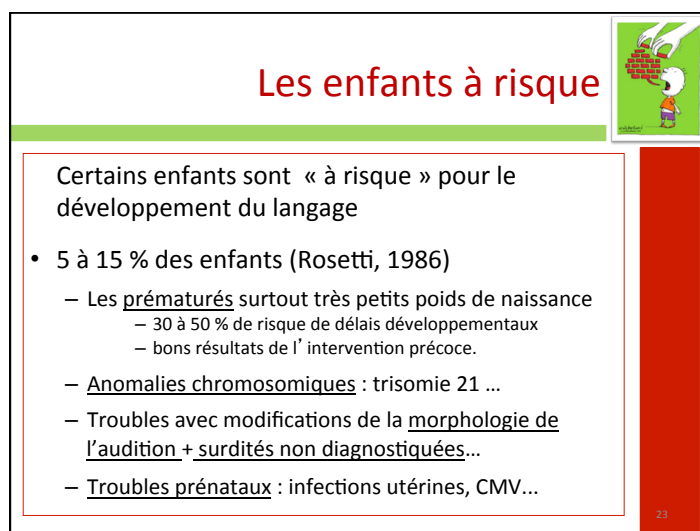 Les enfants à risque
Certains enfants sont « à risque » pour le
développement du langage
• 5 à 15 % des enfants (Rosetti, 1986)
– Les prématurés surtout très petits poids de naissance
– 30 à 50 % de risque de délais développementaux
– bons résultats de l’intervention précoce.
– Anomalies chromosomiques : trisomie 21 ...
– Troubles avec modifications de la morphologie de
l’audition + surdités non diagnostiquées...
– Troubles prénataux : infections utérines, CMV...
23